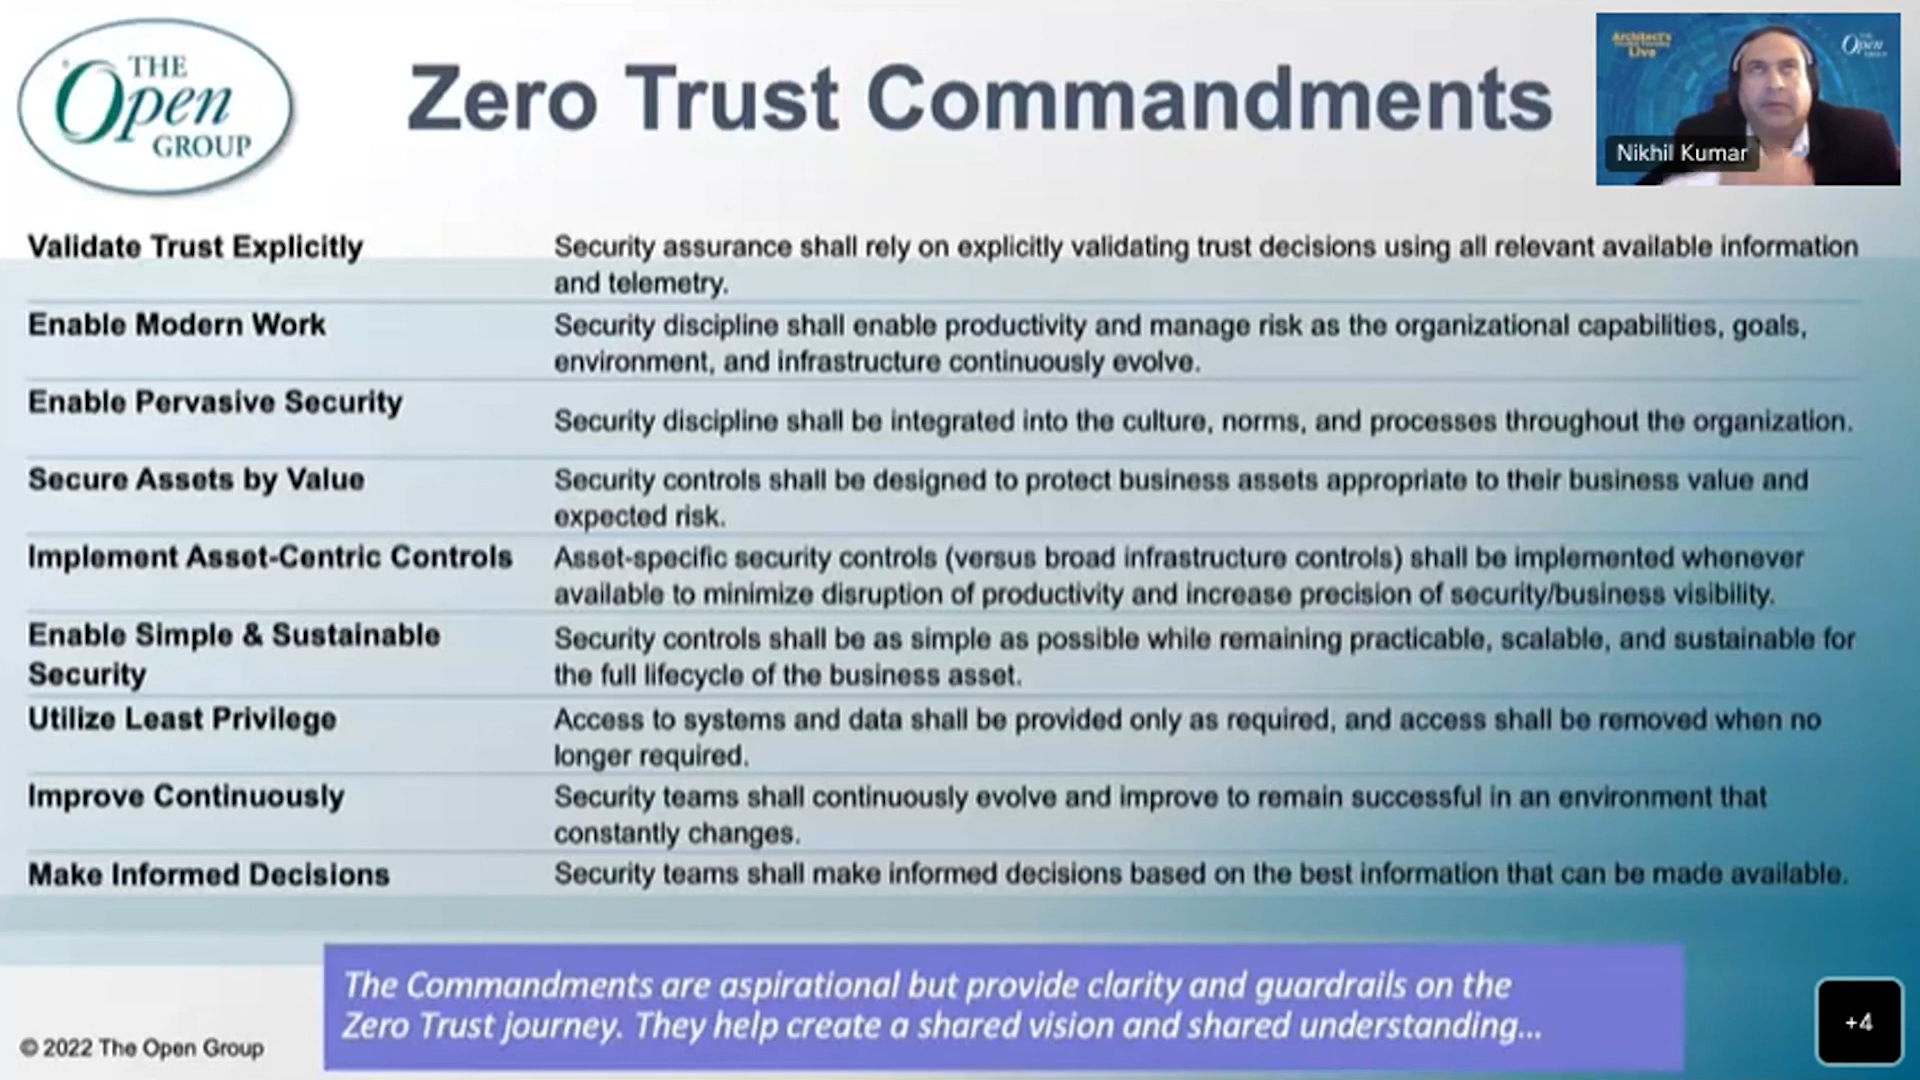 THE
Open
GROUP
Zero Trust Commandments
Architect's
Live
THE
Open
GROUP
Nikhil Kumar
Validate Trust Explicitly
Security assurance shall rely on explicitly validating trust decisions using all relevant available information
and telemetry.
Enable Modern Work
Security discipline shall enable productivity and manage risk as the organizational capabilities, goals,
environment, and infrastructure continuously evolve.
Enable Pervasive Security
Security discipline shall be integrated into the culture, norms, and processes throughout the organization.
Secure Assets by Value
Security controls shall be designed to protect business assets appropriate to their business value and
expected risk.
Implement Asset-Centric Controls
Asset-specific security controls (versus broad infrastructure controls) shall be implemented whenever
available to minimize disruption of productivity and increase precision of security/business visibility.
Enable Simple & Sustainable
Security
Security controls shall be as simple as possible while remaining practicable, scalable, and sustainable for
the full lifecycle of the business asset.
Utilize Least Privilege
Access to systems and data shall be provided only as required, and access shall be removed when no
longer required.
Improve Continuously
Security teams shall continuously evolve and improve to remain successful in an environment that
constantly changes.
Make Informed Decisions
Security teams shall make informed decisions based on the best information that can be made available.
The Commandments are aspirational but provide clarity and guardrails on the
Zero Trust journey. They help create a shared vision and shared understanding...
© 2022 The Open Group
+4